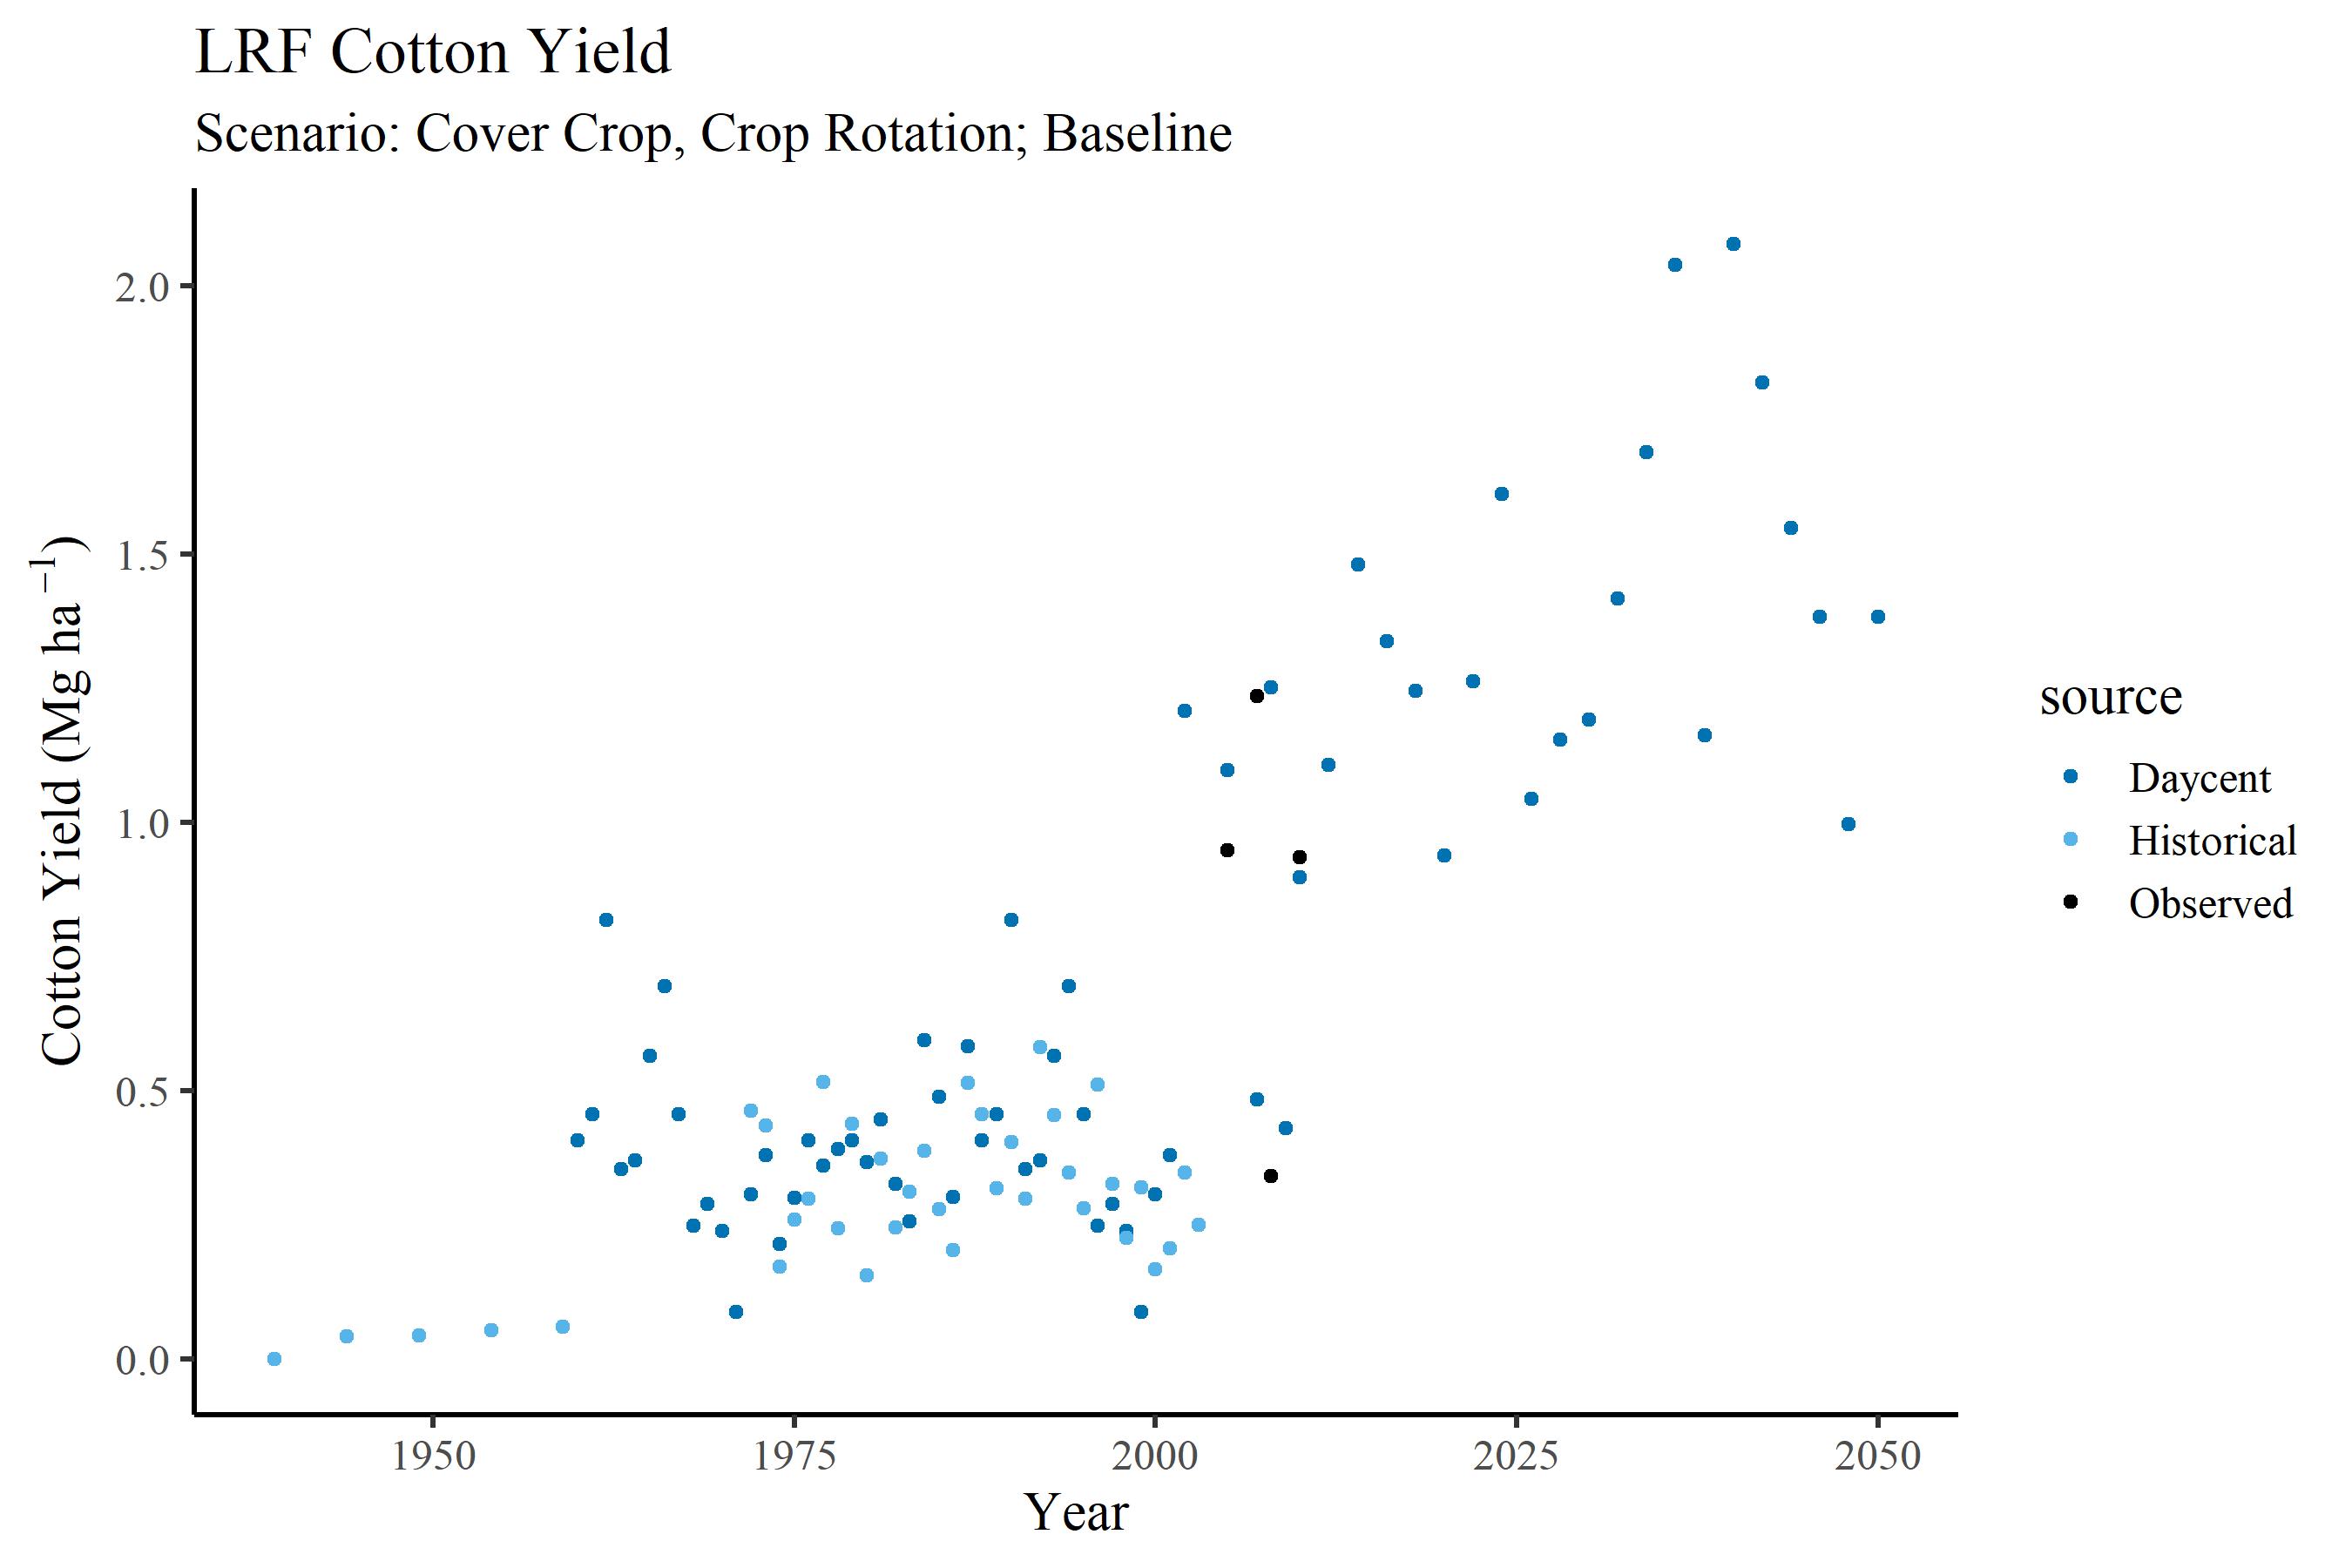 LRF Cotton Yield
Scenario: Cover Crop, Crop Rotation; Baseline
Cotton Yield (Mg ha⁻¹)
2.0
1.5
1.0
0.5
0.0
1950 1975 2000 2025 2050
Year
source
Daycent
Historical
Observed